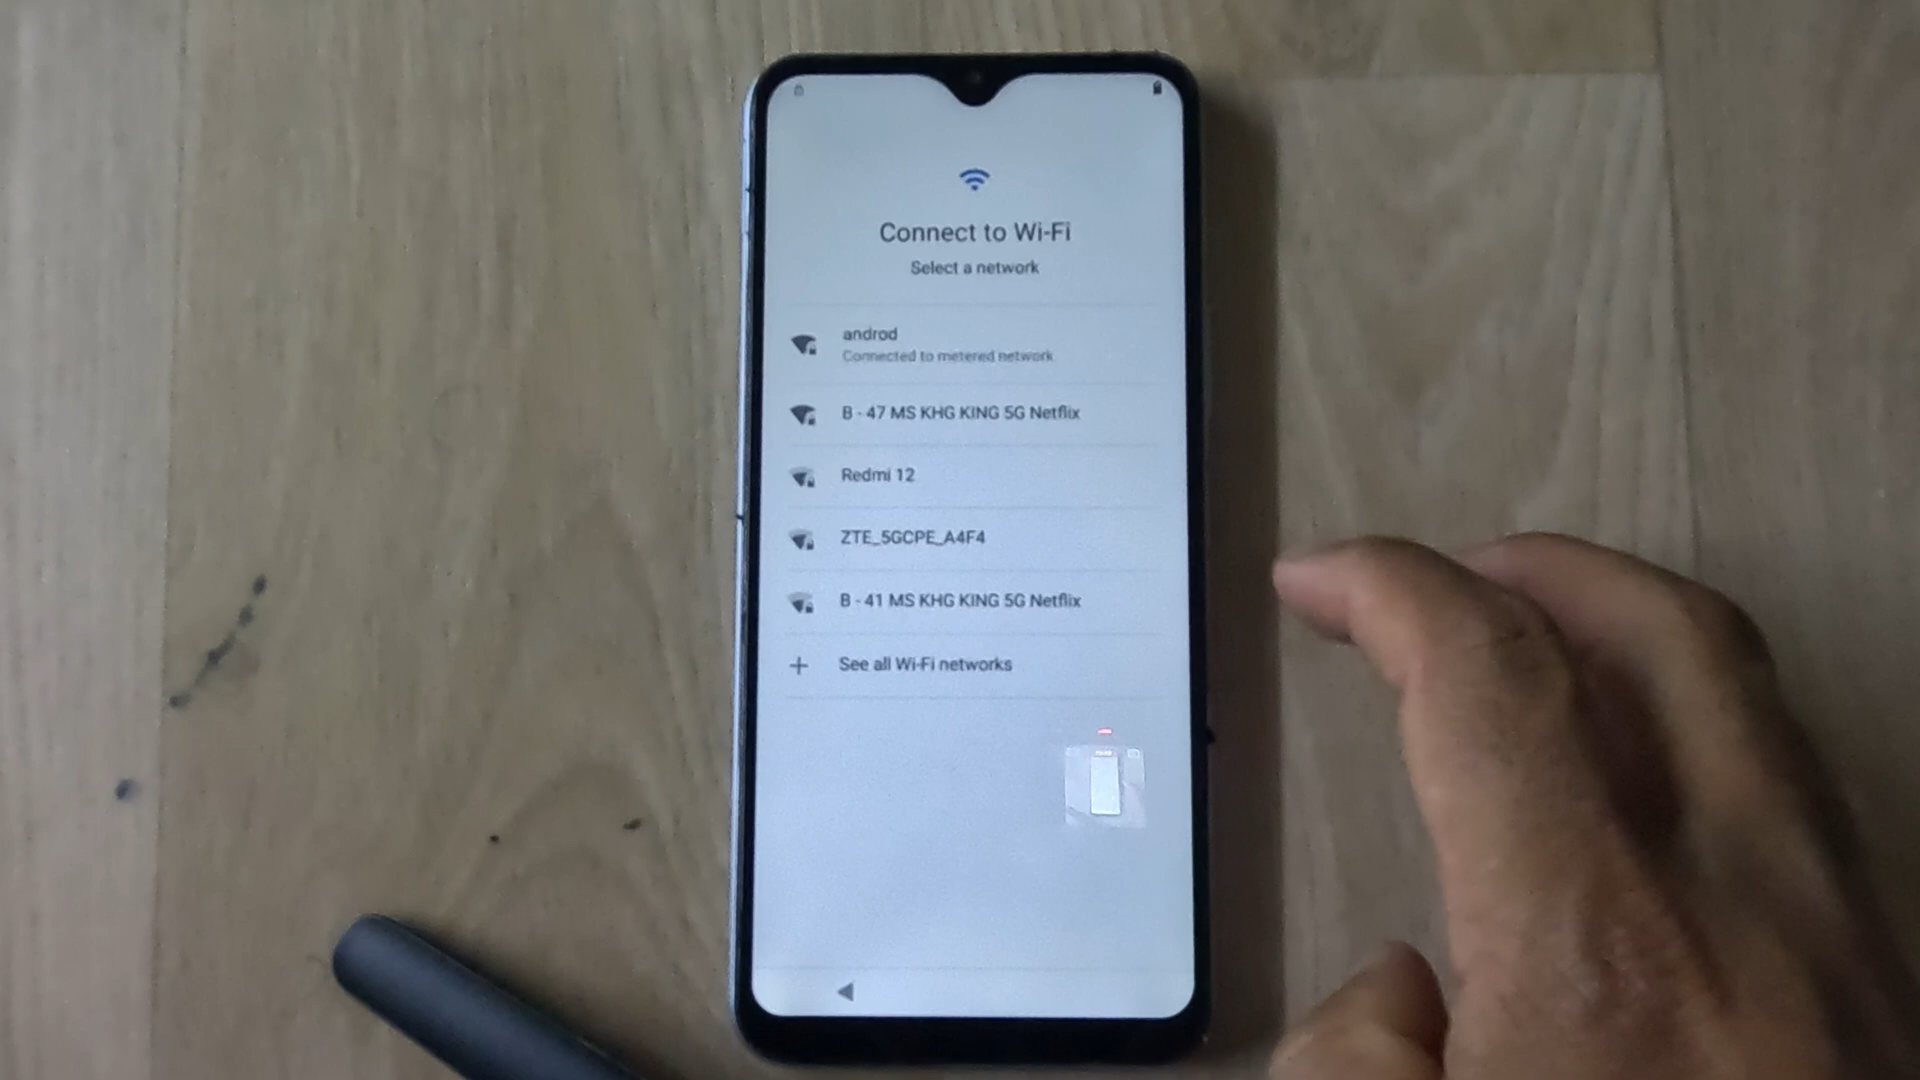 Connect to Wi-Fi
Select a network
androd
Connected to metered network
B - 47 MS KHG KING 5G Netflix
Redmi 12
ZTE_5GCPE_A4F4
B - 41 MS KHG KING 5G Netflix
See all Wi-Fi networks